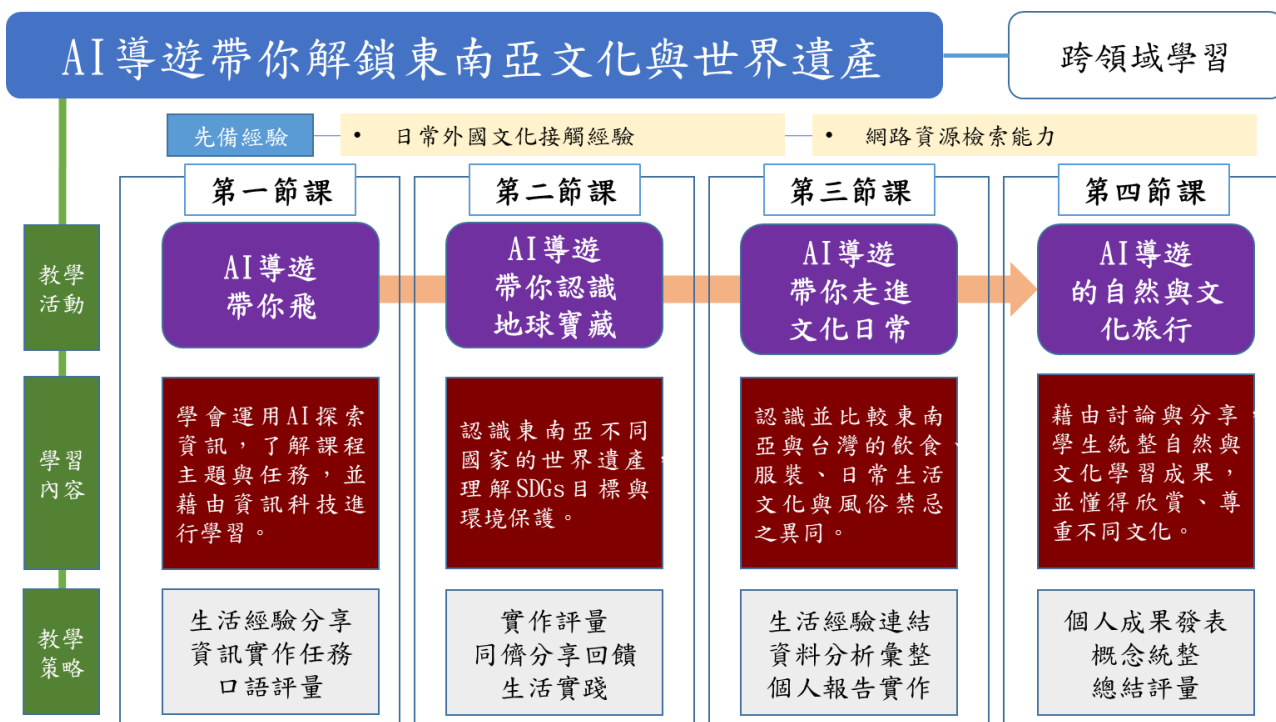 AI導遊帶你解鎖東南亞文化與世界遺產
跨領域學習
先備經驗
• 日常外國文化接觸經驗
• 網路資源檢索能力
第一節課
第二節課
第三節課
第四節課
教學
活動
AI導遊
帶你飛
AI導遊
帶你認識
地球寶藏
AI導遊
帶你走進
文化日常
AI導遊
的自然與文
化旅行
學習
內容
學會運用AI探索
資訊，了解課程
主題與任務，並
藉由資訊科技進
行學習。
認識東南亞不同
國家的世界遺產，
理解SDGs目標與
環境保護。
認識並比較東南
亞與台灣的飲食、
服裝、日常生活
文化與風俗禁忌
之異同。
藉由討論與分享，
學生統整自然與
文化學習成果，
並懂得欣賞、尊
重不同文化。
教學
策略
生活經驗分享
資訊實作任務
口語評量
實作評量
同儕分享回饋
生活實踐
生活經驗連結
資料分析彙整
個人報告實作
個人成果發表
概念統整
總結評量